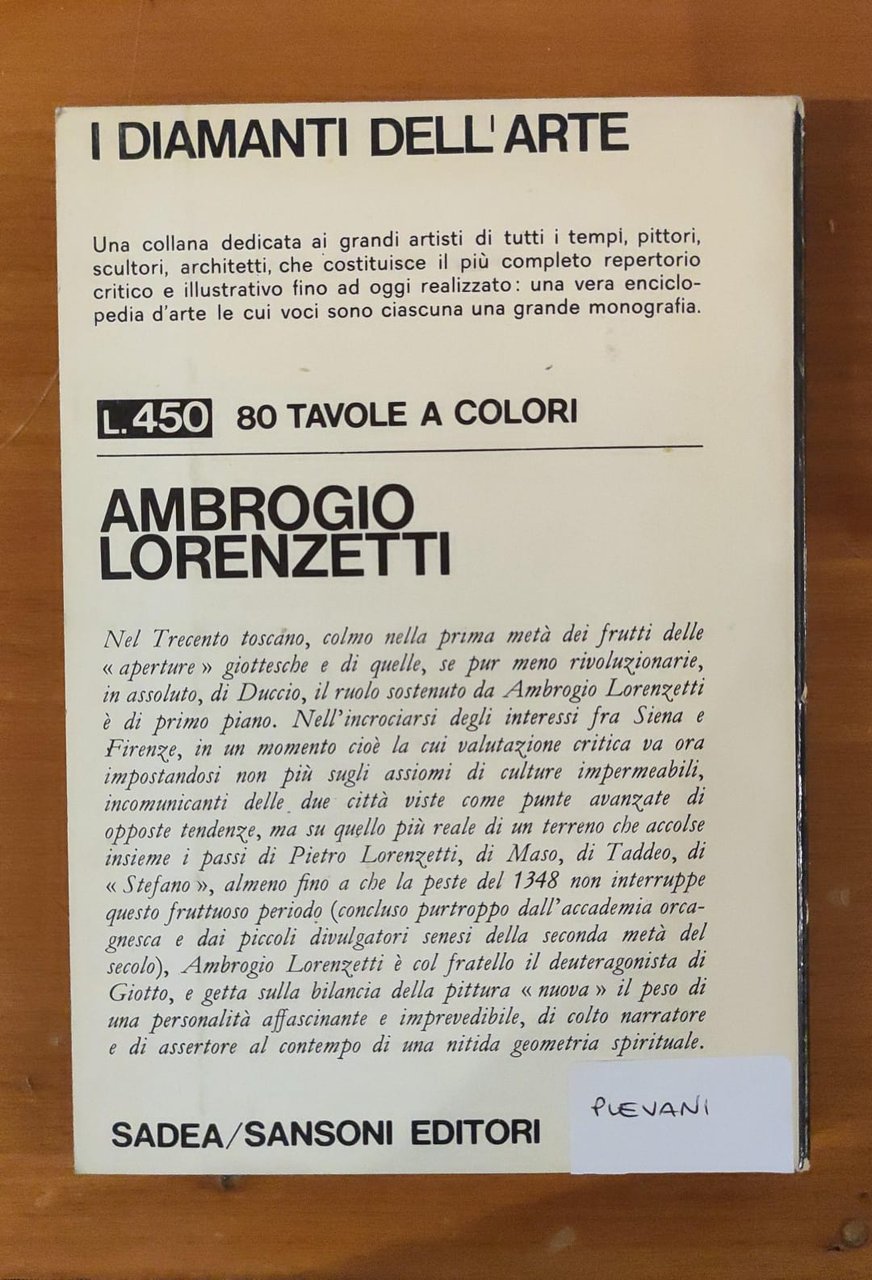 I DIAMANTI DELL'ARTE
Una collana dedicata ai grandi artisti di tutti i tempi, pittori,
scultori, architetti, che costituisce il più completo repertorio
critico e illustrativo fino ad oggi realizzato: una vera enciclo-
pedia d'arte le cui voci sono ciascuna una grande monografia.
L.450 80 TAVOLE A COLORI
AMBROGIO
LORENZETTI
Nel Trecento toscano, colmo nella prima metà dei frutti delle
« aperture » giottesche e di quelle, se pur meno rivoluzionarie,
in assoluto, di Duccio, il ruolo sostenuto da Ambrogio Lorenzetti
è di primo piano. Nell'incrociarsi degli interessi fra Siena e
Firenze, in un momento cioè la cui valutazione critica va ora
impostandosi non più sugli assiomi di culture impermeabili,
incomunicanti delle due città viste come punte avanzate di
opposte tendenze, ma su quello più reale di un terreno che accolse
insieme i passi di Pietro Lorenzetti, di Maso, di Taddeo, di
« Stefano », almeno fino a che la peste del 1348 non interruppe
questo fruttuoso periodo (concluso purtroppo dall'accademia orca-
gnesca e dai piccoli divulgatori senesi della seconda metà del
secolo), Ambrogio Lorenzetti è col fratello il deuteragonista di
Giotto, e getta sulla bilancia della pittura « nuova » il peso di
una personalità affascinante e imprevedibile, di colto narratore
e di assertore al contempo di una nitida geometria spirituale.
SADEA/SANSONI EDITORI
PLEVANI